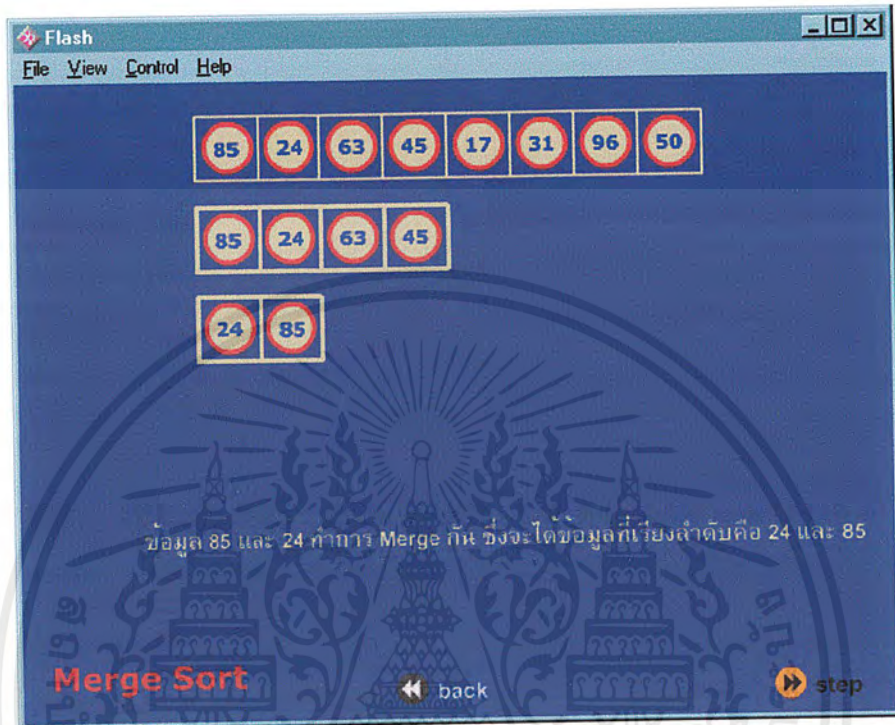 Flash
File View Control Help
85 24 63 45 17 31 96 50
85 24 63 45
24 85
ข้อมูล 85 และ 24 ทำการ Merge กัน ซึ่งจะได้ข้อมูลที่เรียงลำดับคือ 24 และ 85
Merge Sort back step